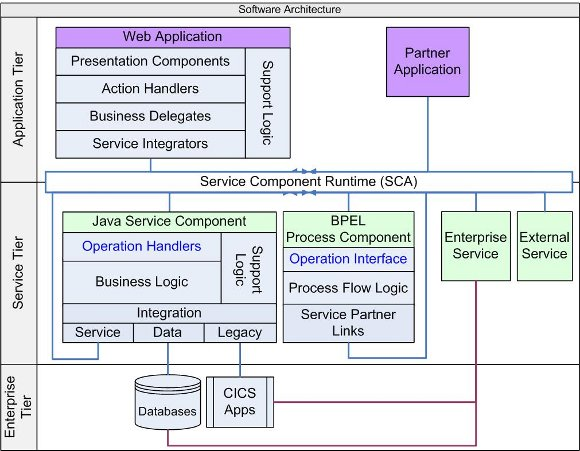 Software Architecture
Application Tier
Web Application
Presentation Components
Action Handlers
Business Delegates
Service Integrators
Support Logic
Partner
Application
Service Component Runtime (SCA)
Service Tier
Java Service Component
Operation Handlers
Business Logic
Support
Logic
Integration
Service
Data
Legacy
BPEL
Process Component
Operation Interface
Process Flow Logic
Service Partner
Links
Enterprise
Service
External
Service
Enterprise
Tier
Databases
CICS
Apps